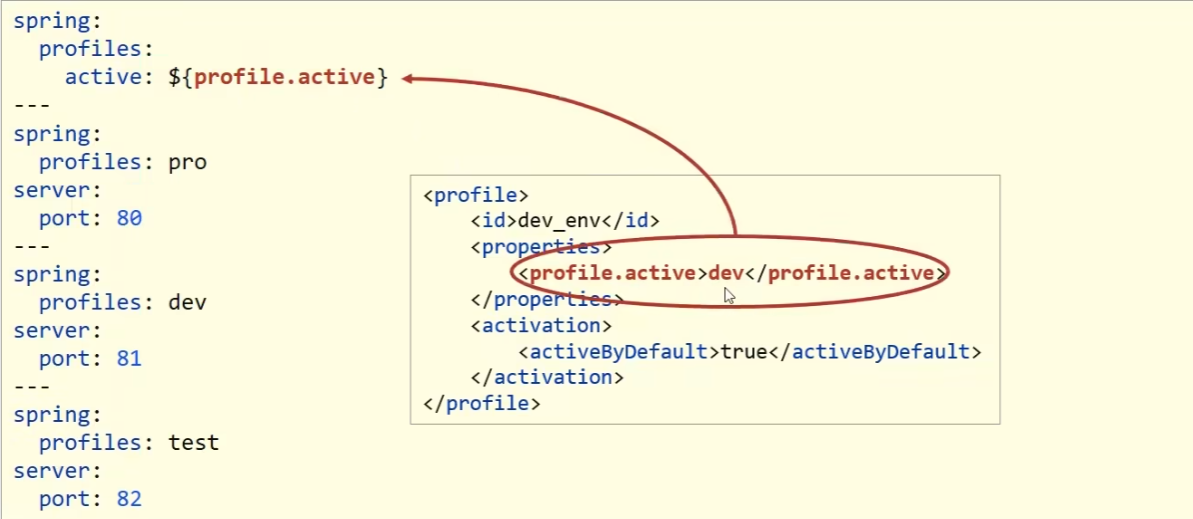 spring:
  profiles:
    active: ${profile.active}
---
spring:
  profiles: pro
server:
  port: 80
---
spring:
  profiles: dev
server:
  port: 81
---
spring:
  profiles: test
server:
  port: 82
<profile>
    <id>dev_env</id>
    <properties>
        <profile.active>dev</profile.active>
    </properties>
    <activation>
        <activeByDefault>true</activeByDefault>
    </activation>
</profile>